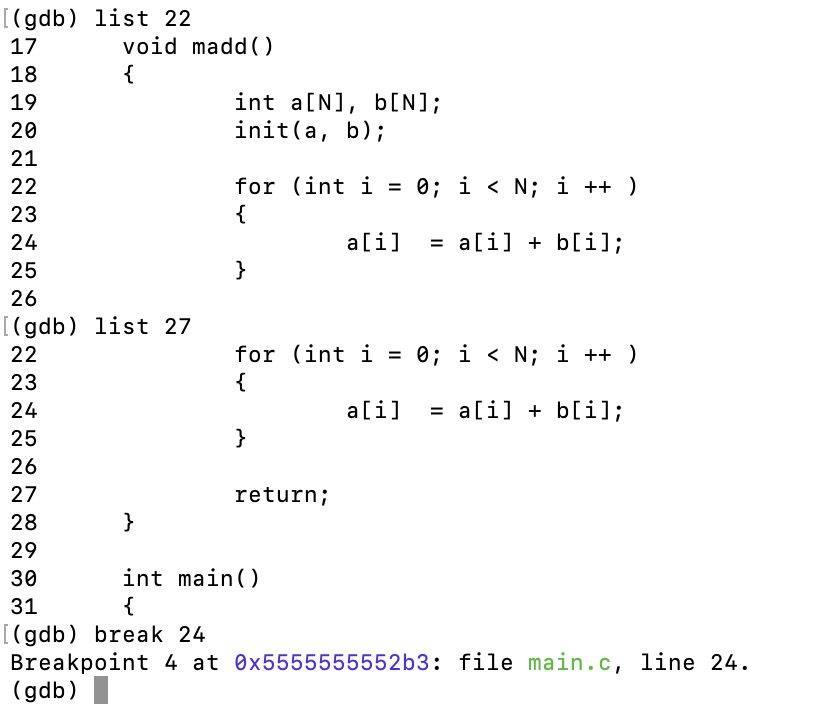 (gdb) list 22
17      void madd()
18      {
19              int a[N], b[N];
20              init(a, b);
21
22              for (int i = 0; i < N; i ++ )
23              {
24                      a[i]  = a[i] + b[i];
25              }
26
(gdb) list 27
22              for (int i = 0; i < N; i ++ )
23              {
24                      a[i]  = a[i] + b[i];
25              }
26
27              return;
28      }
29
30      int main()
31      {
(gdb) break 24
Breakpoint 4 at 0x5555555552b3: file main.c, line 24.
(gdb)